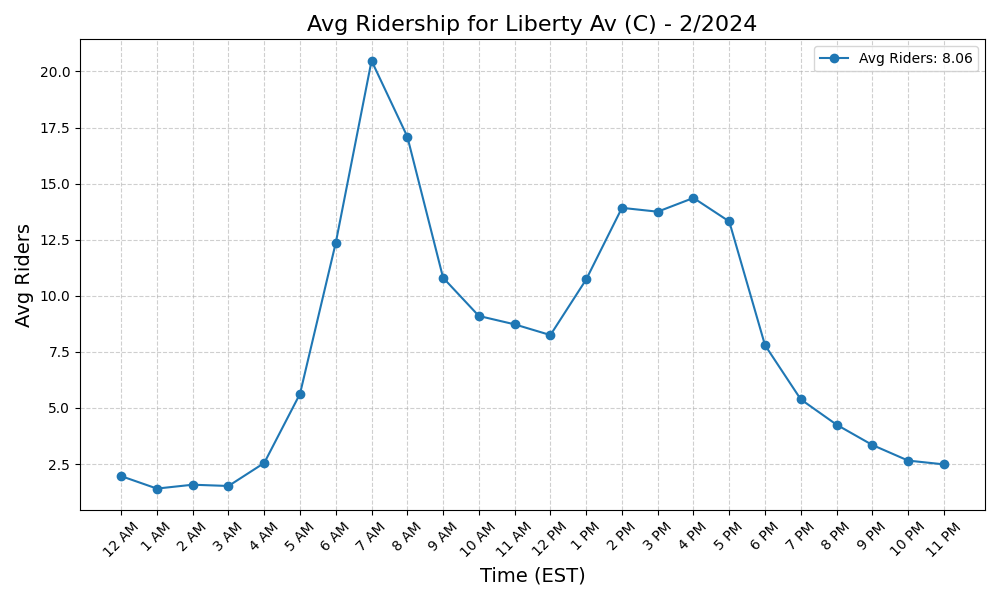 Avg Ridership for Liberty Av (C) - 2/2024
Avg Riders: 8.06
Avg Riders
20.0
17.5
15.0
12.5
10.0
7.5
5.0
2.5
12 AM
1 AM
2 AM
3 AM
4 AM
5 AM
6 AM
7 AM
8 AM
9 AM
10 AM
11 AM
12 PM
1 PM
2 PM
3 PM
4 PM
5 PM
6 PM
7 PM
8 PM
9 PM
10 PM
11 PM
Time (EST)